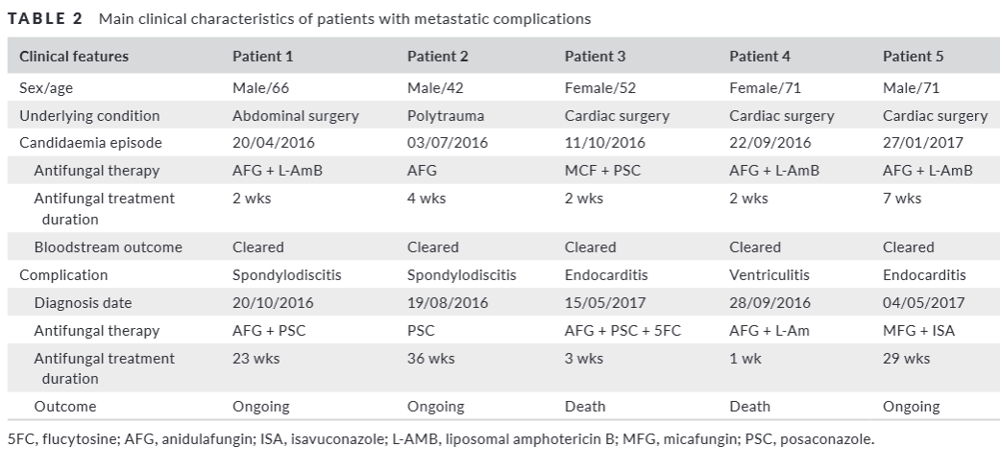 TABLE 2 Main clinical characteristics of patients with metastatic complications
Clinical features Patient 1 Patient 2 Patient 3 Patient 4 Patient 5
Sex/age Male/66 Male/42 Female/52 Female/71 Male/71
Underlying condition Abdominal surgery Polytrauma Cardiac surgery Cardiac surgery Cardiac surgery
Candidaemia episode 20/04/2016 03/07/2016 11/10/2016 22/09/2016 27/01/2017
Antifungal therapy AFG + L-AmB AFG MCF + PSC AFG + L-AmB AFG + L-AmB
Antifungal treatment 2 wks 4 wks 2 wks 2 wks 7 wks
duration
Bloodstream outcome Cleared Cleared Cleared Cleared Cleared
Complication Spondylodiscitis Spondylodiscitis Endocarditis Ventriculitis Endocarditis
Diagnosis date 20/10/2016 19/08/2016 15/05/2017 28/09/2016 04/05/2017
Antifungal therapy AFG + PSC PSC AFG + PSC + 5FC AFG + L-Am MFG + ISA
Antifungal treatment 23 wks 36 wks 3 wks 1 wk 29 wks
duration
Outcome Ongoing Ongoing Death Death Ongoing
5FC, flucytosine; AFG, anidulafungin; ISA, isavuconazole; L-AMB, liposomal amphotericin B; MFG, micafungin; PSC, posaconazole.